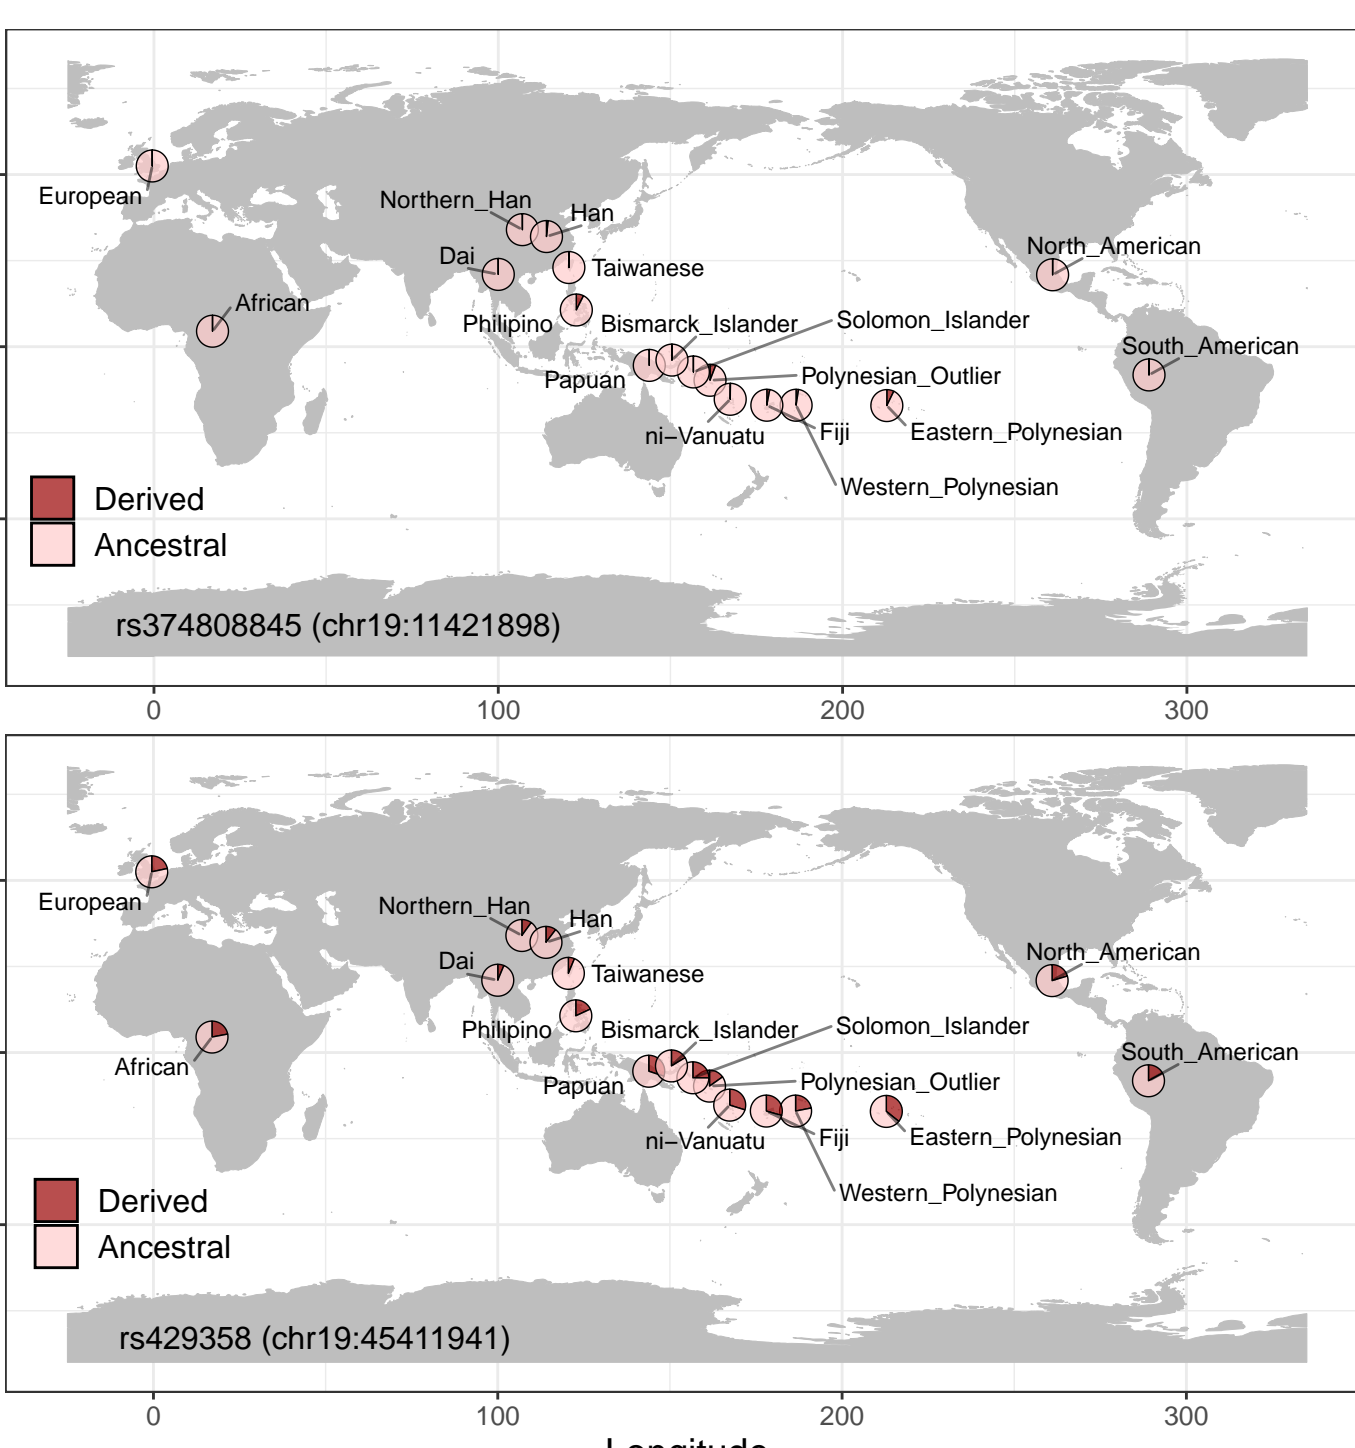 European
Northern_Han
Han
Dai
Taiwanese
North_American
African
Philipino
Bismarck_Islander
Solomon_Islander
South_American
Papuan
Polynesian_Outlier
ni−Vanuatu
Fiji
Eastern_Polynesian
Western_Polynesian
Derived
Ancestral
rs374808845 (chr19:11421898)
0 100 200 300
European
Northern_Han
Han
Dai
Taiwanese
North_American
African
Philipino
Bismarck_Islander
Solomon_Islander
South_American
Papuan
Polynesian_Outlier
ni−Vanuatu
Fiji
Eastern_Polynesian
Western_Polynesian
Derived
Ancestral
rs429358 (chr19:45411941)
0 100 200 300
Longitude